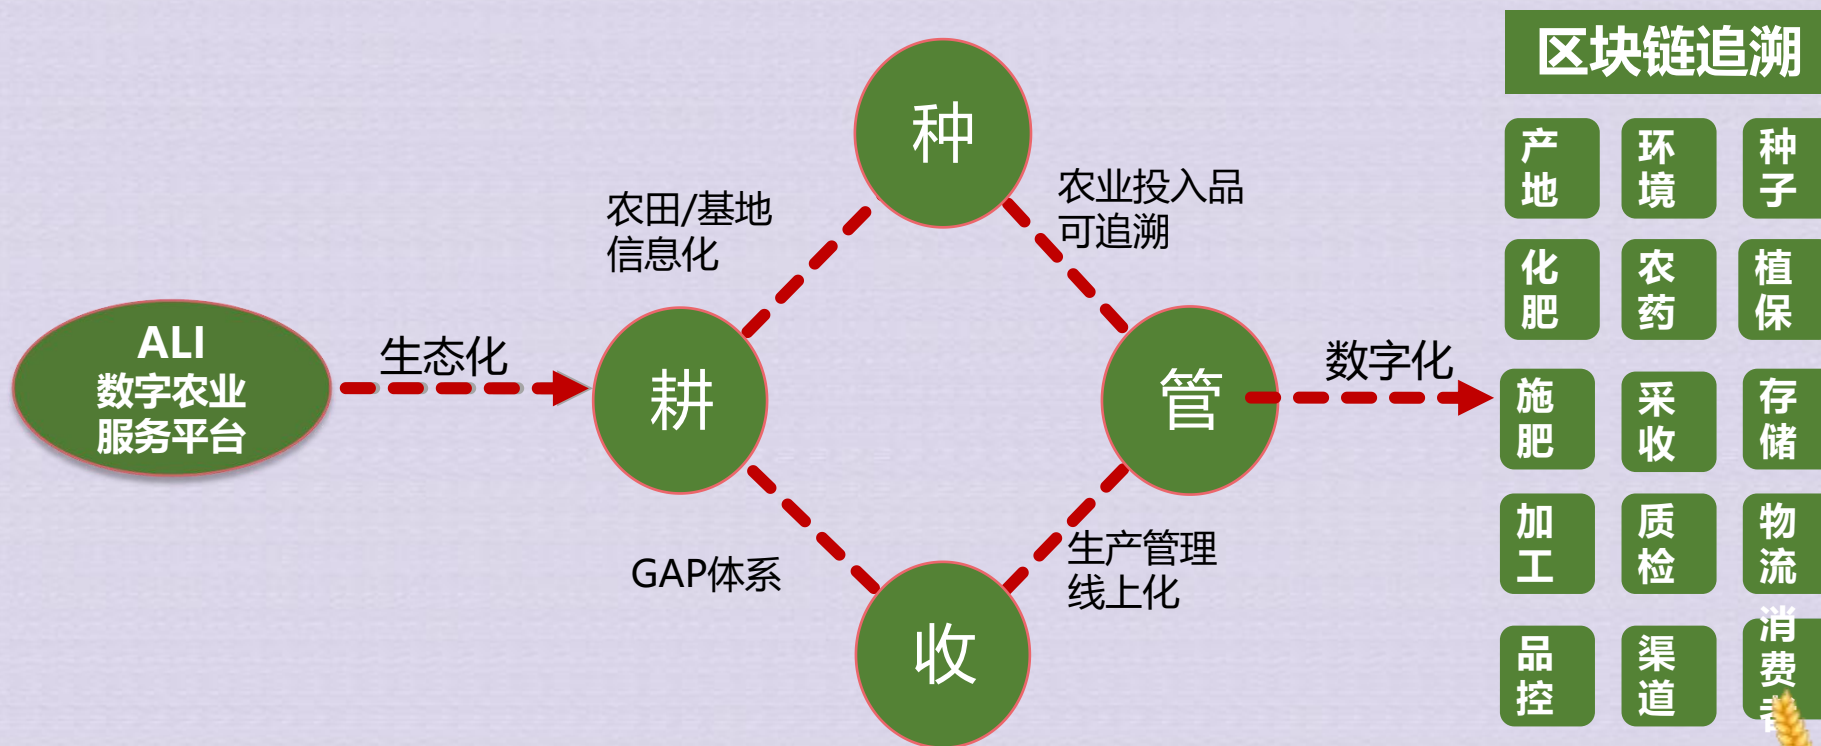 区块链追溯
种
产
地
环
境
种
子
农田/基地
信息化
农业投入品
可追溯
化
肥
农
药
植
保
ALI
数字农业
服务平台
生态化
耕
管
数字化
施
肥
采
收
存
储
GAP体系
生产管理
线上化
加
工
质
检
物
流
收
品
控
渠
道
消
费
者